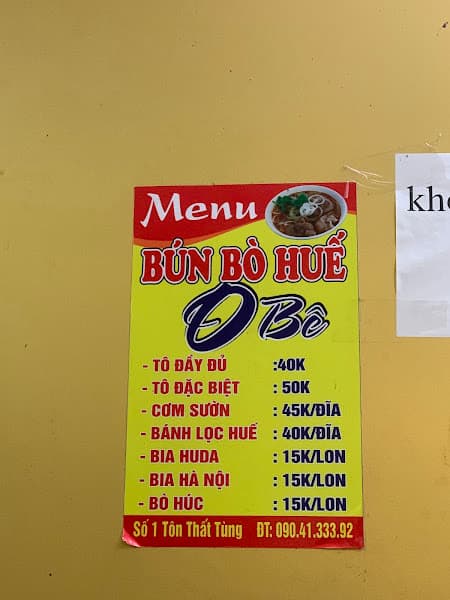 Menu
BÚN BÒ HUẾ
O Bê
- TÔ ĐẦY ĐỦ :40K
- TÔ ĐẶC BIỆT : 50K
- CƠM SƯỜN : 45K/ĐĨA
- BÁNH LỌC HUẾ : 40K/ĐĨA
- BIA HUDA : 15K/LON
- BIA HÀ NỘI : 15K/LON
- BÒ HÚC : 15K/LON
Số 1 Tôn Thất Tùng ĐT: 090.41.333.92